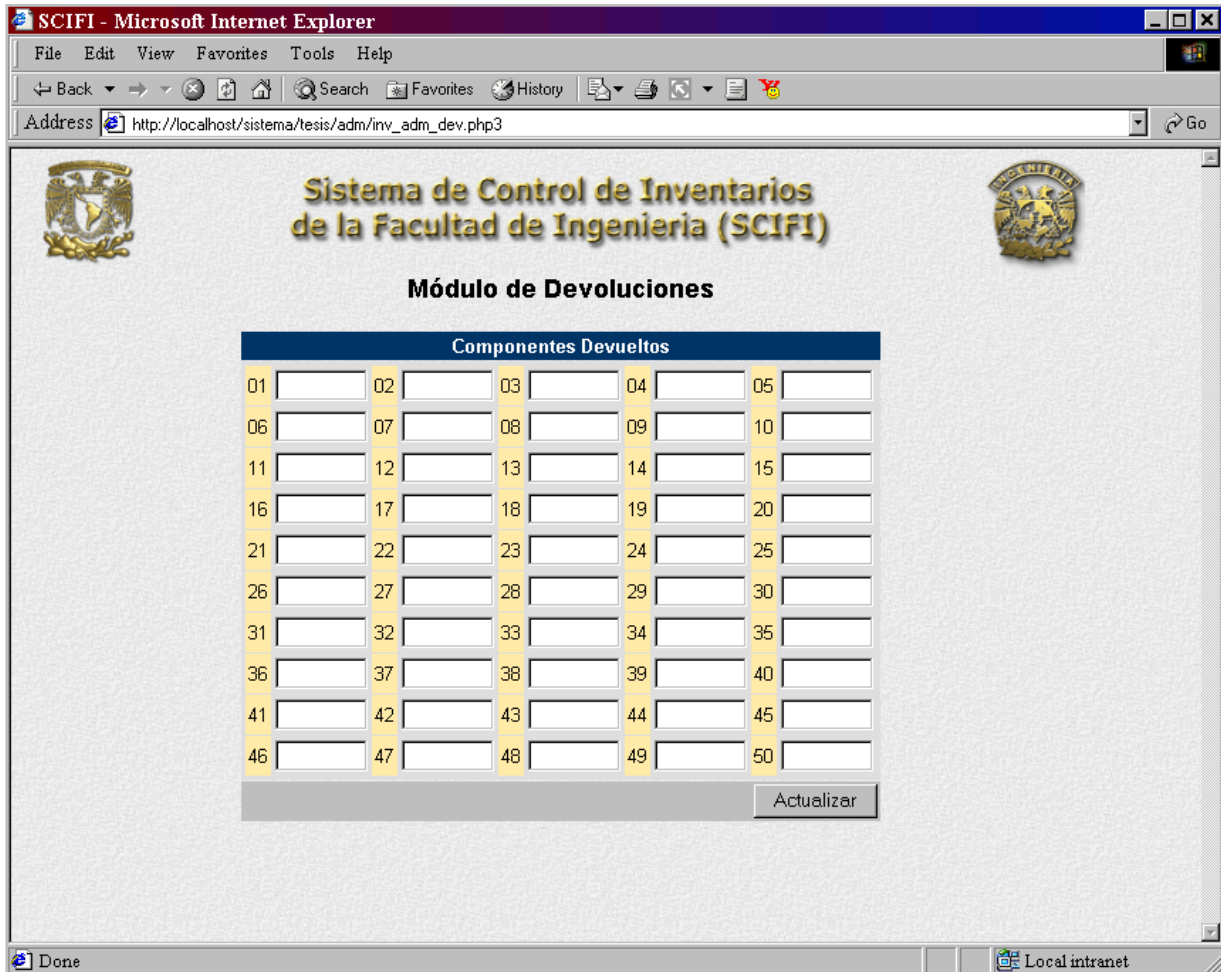 SCIFI - Microsoft Internet Explorer
File Edit View Favorites Tools Help
Back Search Favorites History
Address http://localhost/sistema/tesis/adm/inv_adm_dev.php3 Go
Sistema de Control de Inventarios
de la Facultad de Ingenieria (SCIFI)
INGENIERIA
Módulo de Devoluciones
Componentes Devueltos
01 02 03 04 05
06 07 08 09 10
11 12 13 14 15
16 17 18 19 20
21 22 23 24 25
26 27 28 29 30
31 32 33 34 35
36 37 38 39 40
41 42 43 44 45
46 47 48 49 50
Actualizar
Done Local intranet